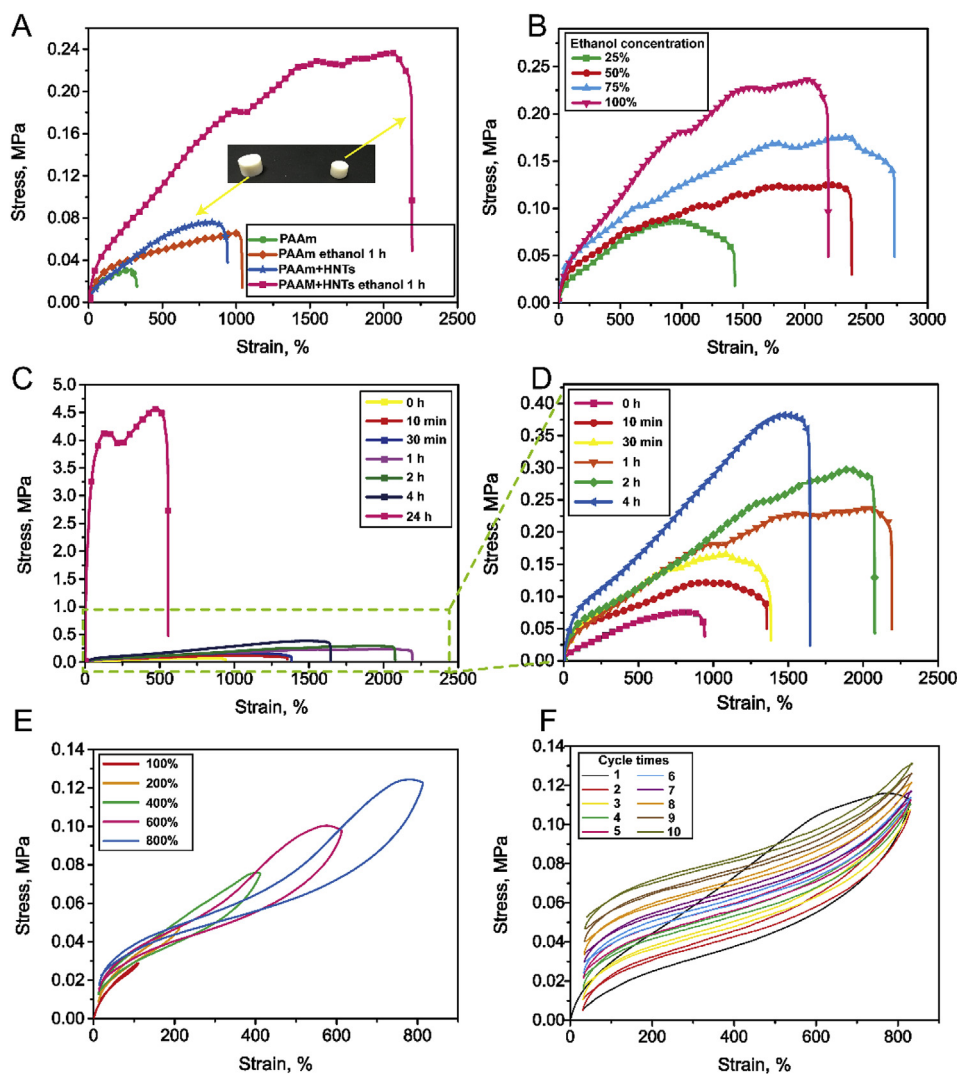 A
Stress, MPa
0.24
0.20
0.16
0.12
0.08
0.04
0.00
0 500 1000 1500 2000 2500
Strain, %
PAAm
PAAm ethanol 1 h
PAAm+HNTs
PAAM+HNTs ethanol 1 h
B
Stress, MPa
0.25
0.20
0.15
0.10
0.05
0.00
0 500 1000 1500 2000 2500 3000
Strain, %
Ethanol concentration
25%
50%
75%
100%
C
Stress, MPa
5.0
4.5
4.0
3.5
3.0
2.5
2.0
1.5
1.0
0.5
0.0
0 500 1000 1500 2000 2500
Strain, %
0 h
10 min
30 min
1 h
2 h
4 h
24 h
D
Stress, MPa
0.40
0.35
0.30
0.25
0.20
0.15
0.10
0.05
0.00
0 500 1000 1500 2000 2500
Strain, %
0 h
10 min
30 min
1 h
2 h
4 h
E
Stress, MPa
0.14
0.12
0.10
0.08
0.06
0.04
0.02
0.00
0 200 400 600 800
Strain, %
100%
200%
400%
600%
800%
F
Stress, MPa
0.14
0.12
0.10
0.08
0.06
0.04
0.02
0.00
0 200 400 600 800
Strain, %
Cycle times
1 6
2 7
3 8
4 9
5 10